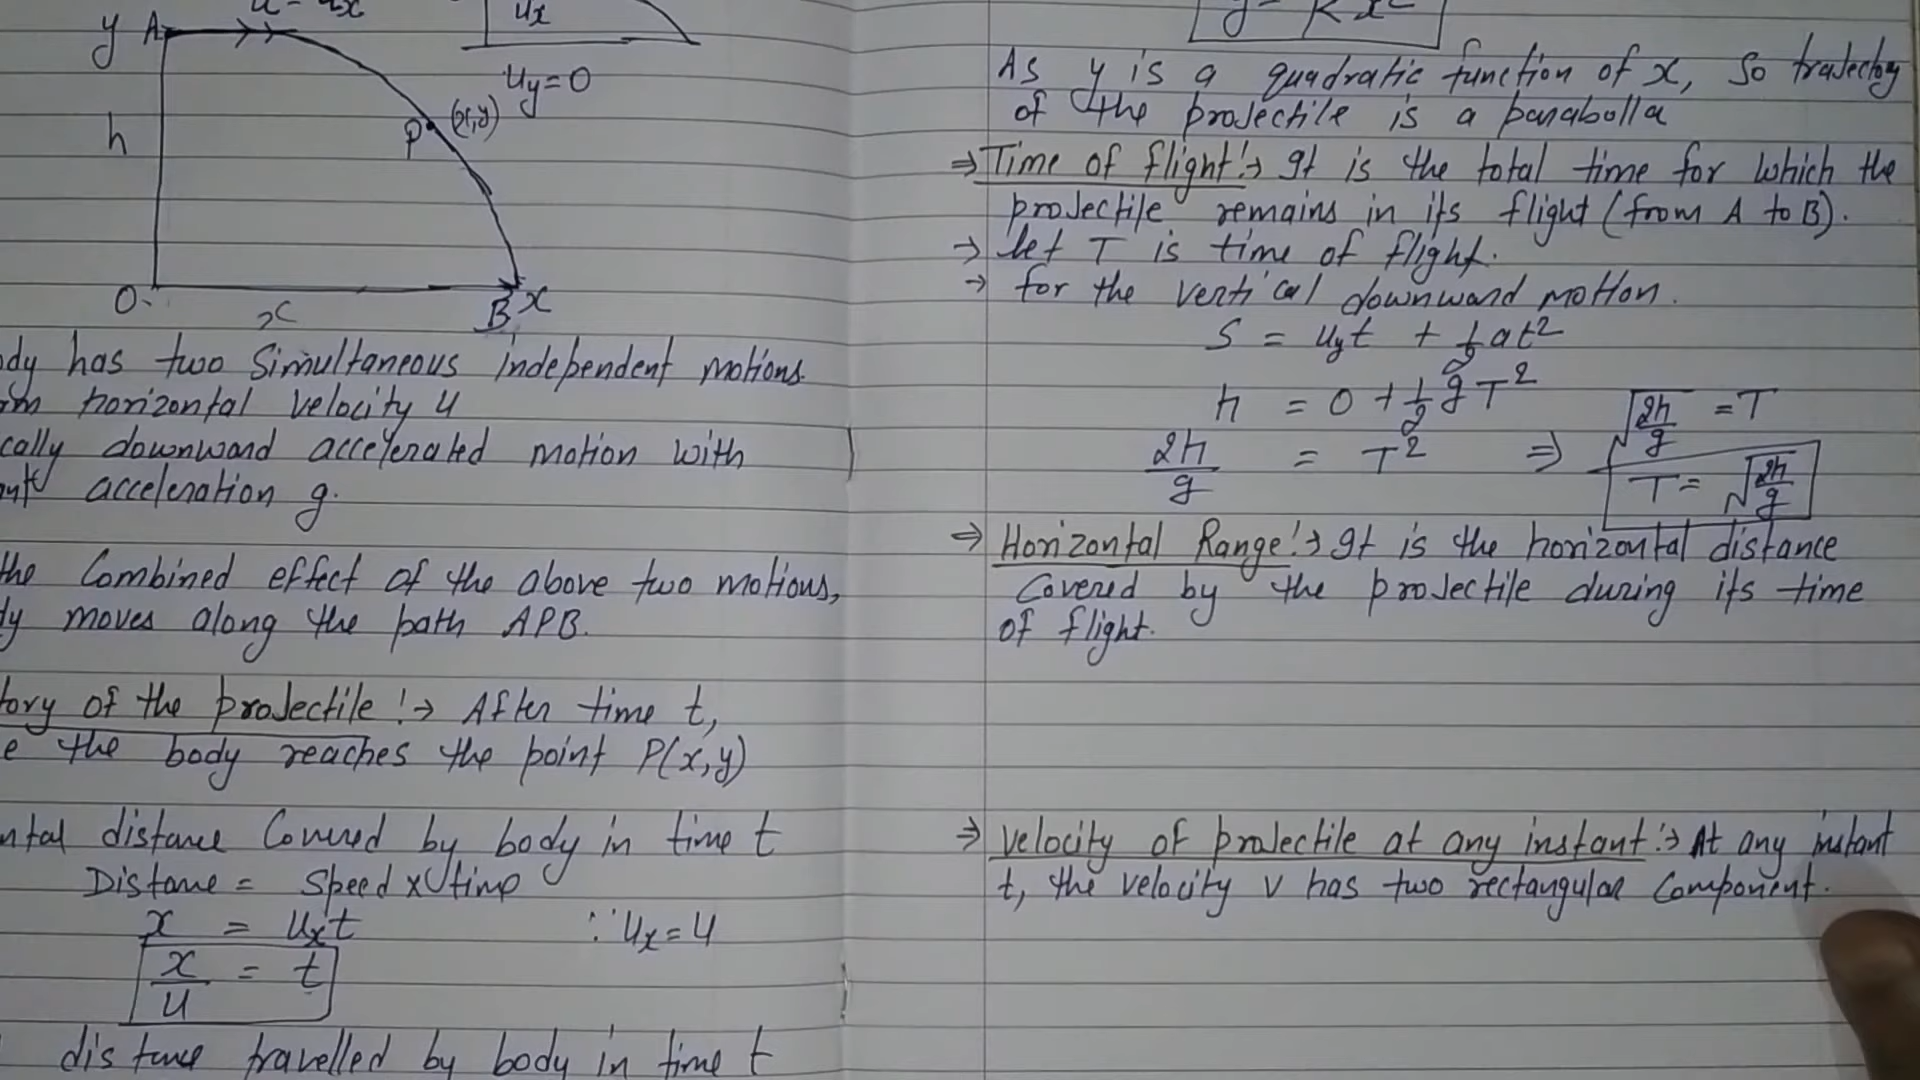 u = ux
y A
ux
uy=0
h
P (x,y)
O
x
B x
dy has two simultaneous independent motions.
horizontal velocity u
cally downward accelerated motion with
acceleration g.
the Combined effect of the above two motions,
dy moves along the path APB.
tory of the proJectile :→ After time t,
e the body reaches the point P(x,y)
ntal distance Covered by body in time t
Distane = Speed x time
x = uxt ∵ ux = u
x/u = t
distance travelled by body in time t
y = kx²
As y is a quadratic function of x, So traJectory
of the proJectile is a parabolla
⇒ Time of flight :→ It is the total time for which the
proJectile remains in its flight (from A to B).
→ let T is time of flight.
→ for the vertical downward motion.
S = uyt + 1/2 at²
h = 0 + 1/2 gT²
2h/g = T² ⇒ √2h/g = T
T = √2h/g
⇒ Horizontal Range :→ It is the horizontal distance
Covered by the proJectile during its time
of flight.
⇒ Velocity of proJectile at any instant :→ At any instant
t, the velocity v has two rectangular Component.